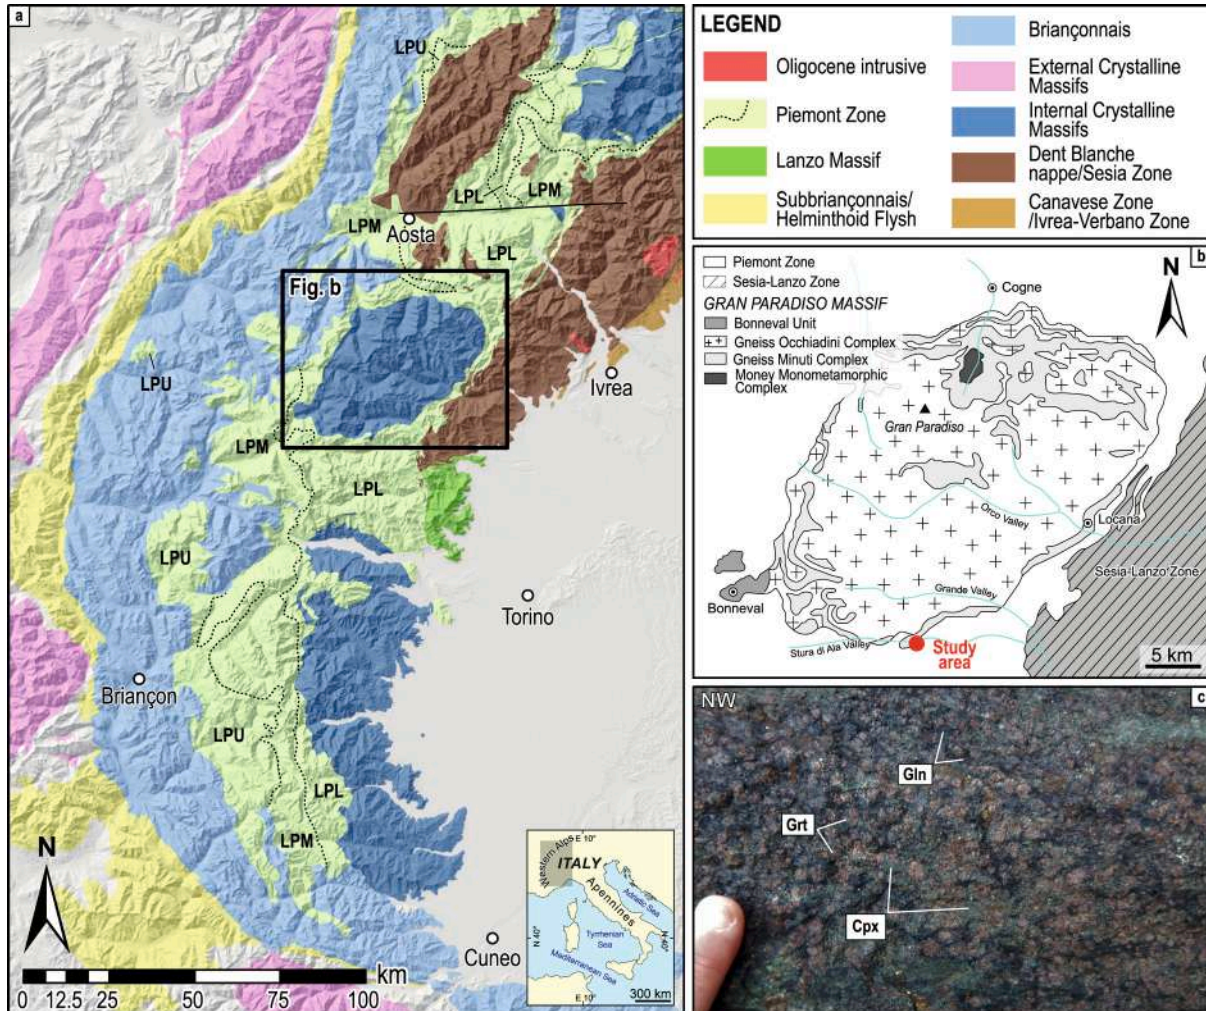 a
LPU
LPL
LPM
LPM
Aosta
LPL
Fig. b
LPU
Ivrea
LPM
LPL
LPU
Torino
Briançon
LPU
LPL
LPM
N
Cuneo
km
0 12.5 25 50 75 100
E 10°
Western Alps
ITALY
Apennines
Adriatic Sea
N 40°
Tyrrhenian
Sea
N 40°
Mediterranean Sea
E 10°
300 km
LEGEND
Oligocene intrusive
Piemont Zone
Lanzo Massif
Subbriançonnais/
Helminthoid Flysh
Briançonnais
External Crystalline
Massifs
Internal Crystalline
Massifs
Dent Blanche
nappe/Sesia Zone
Canavese Zone
/Ivrea-Verbano Zone
b
Piemont Zone
Sesia-Lanzo Zone
GRAN PARADISO MASSIF
Bonneval Unit
Gneiss Occhiadini Complex
Gneiss Minuti Complex
Money Monometamorphic
Complex
N
Cogne
Gran Paradiso
Orco Valley
Locana
Sesia-Lanzo Zone
Grande Valley
Bonneval
Stura di Ala Valley
Study
area
5 km
NW
c
Gln
Grt
Cpx